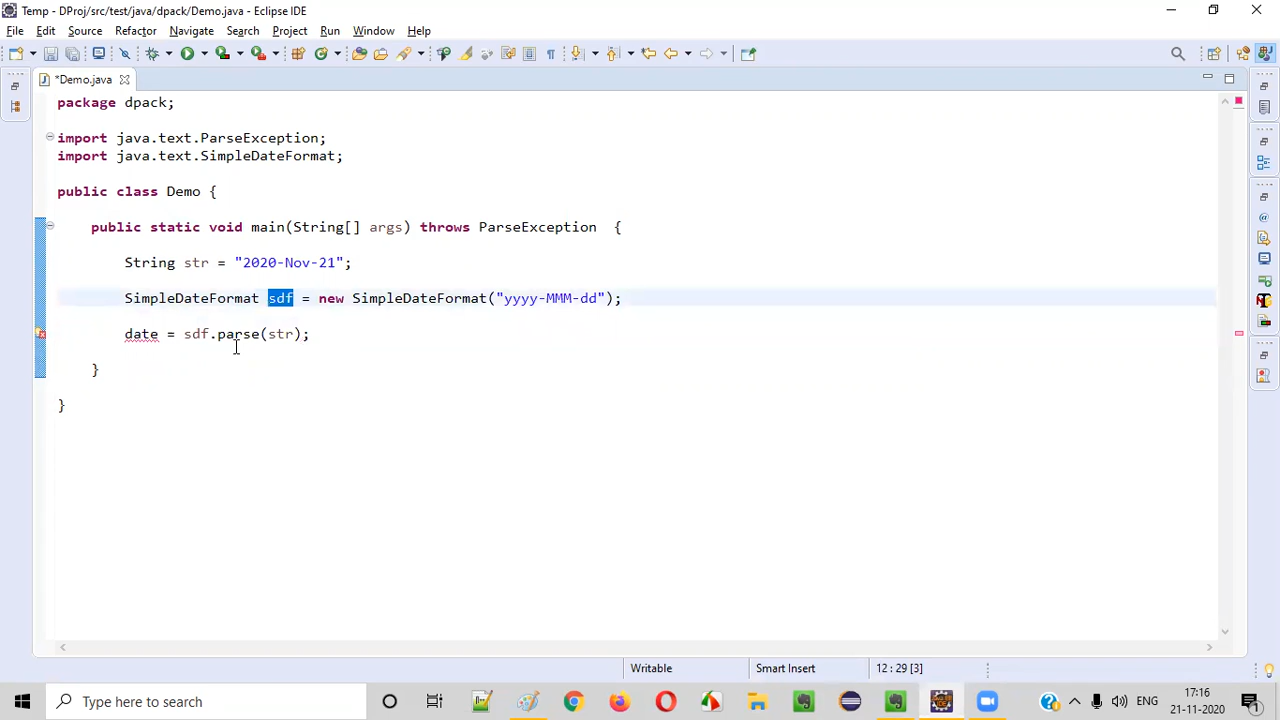 Temp - DProj/src/test/java/dpack/Demo.java - Eclipse IDE
File Edit Source Refactor Navigate Search Project Run Window Help
*Demo.java
package dpack;
import java.text.ParseException;
import java.text.SimpleDateFormat;
public class Demo {
public static void main(String[] args) throws ParseException {
String str = "2020-Nov-21";
SimpleDateFormat sdf = new SimpleDateFormat("yyyy-MMM-dd");
date = sdf.parse(str);
}
}
Writable Smart Insert 12 : 29 [3]
Type here to search
ENG 17:16
21-11-2020